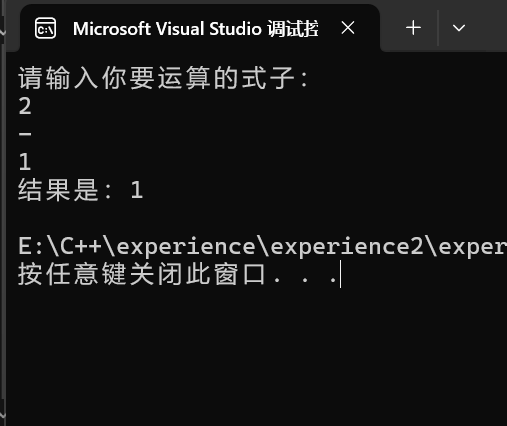 Microsoft Visual Studio 调试控
请输入你要运算的式子：
2
-
1
结果是：1
E:\C++\experience\experience2\exper
按任意键关闭此窗口. . .